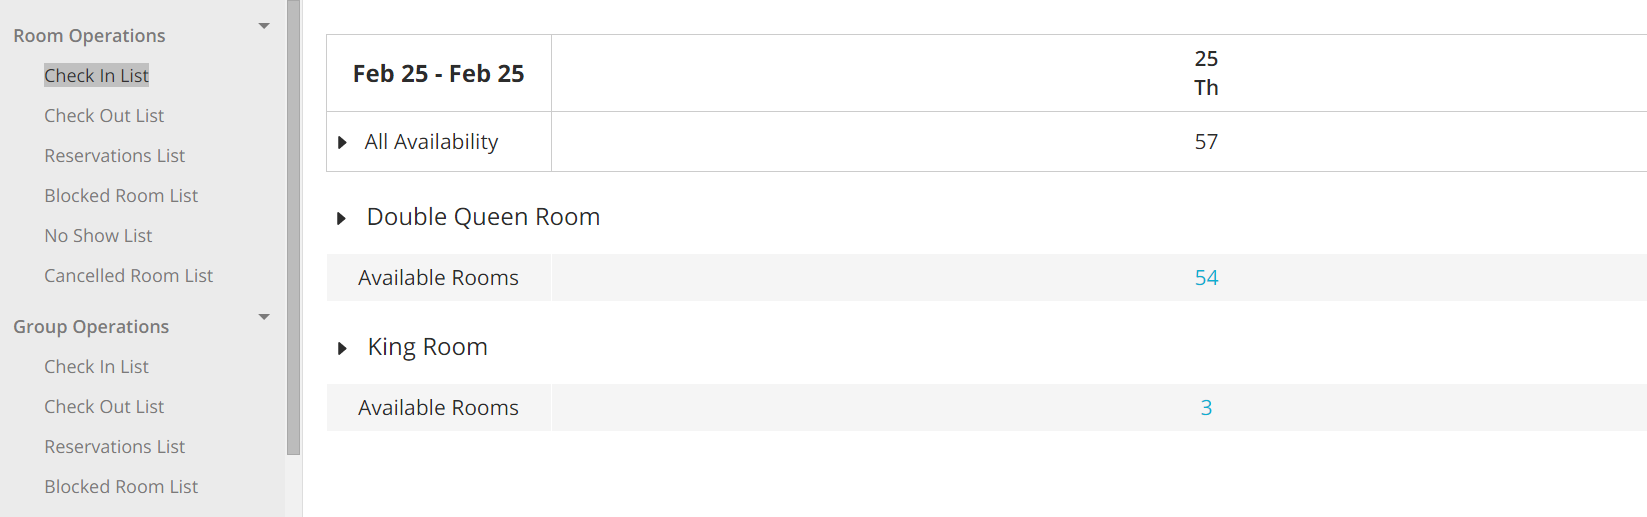 Room Operations
Check In List
Check Out List
Reservations List
Blocked Room List
No Show List
Cancelled Room List
Group Operations
Check In List
Check Out List
Reservations List
Blocked Room List
Feb 25 - Feb 25
25
Th
All Availability
57
Double Queen Room
Available Rooms
54
King Room
Available Rooms
3